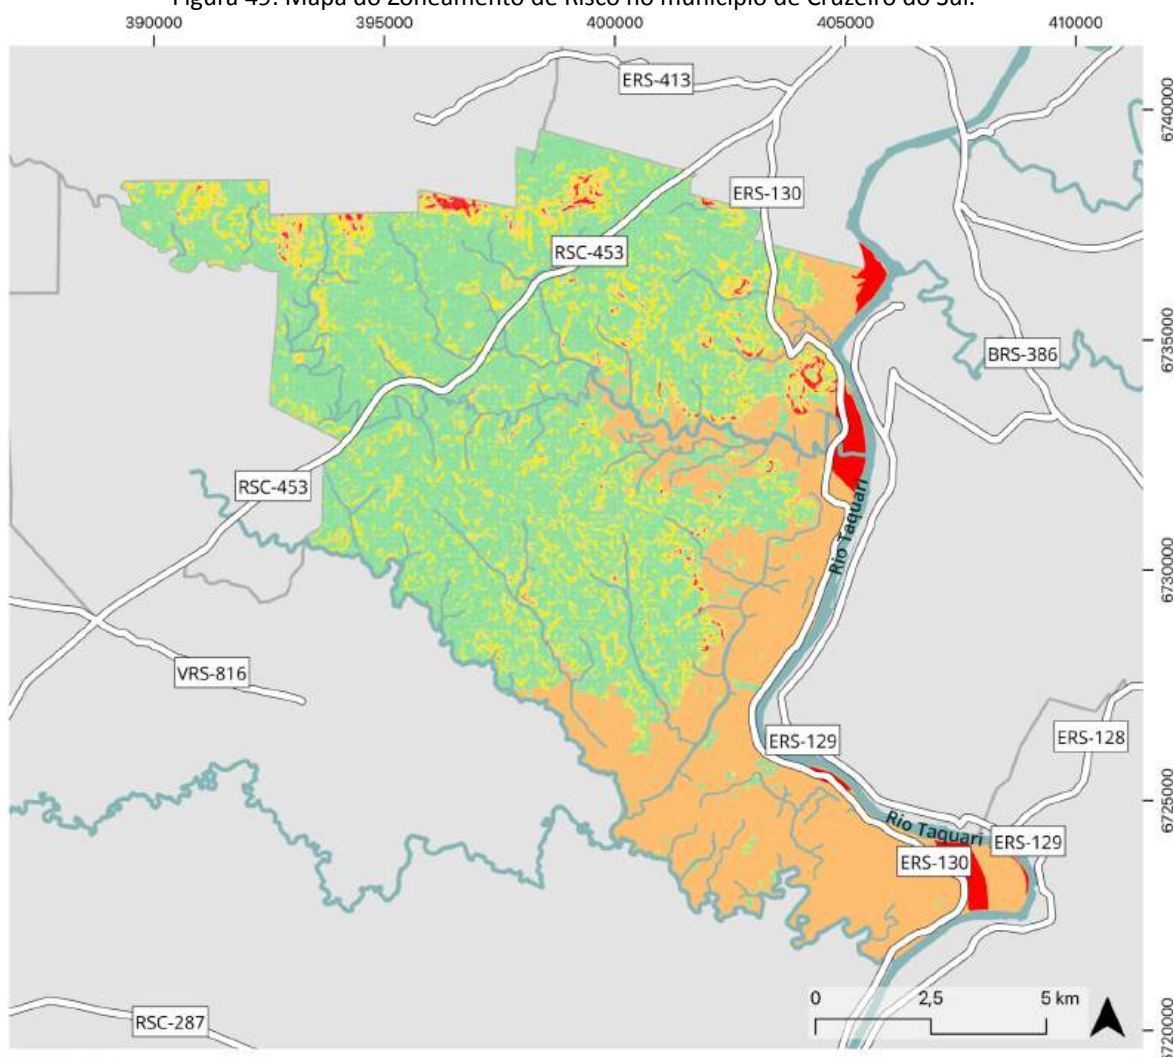 Figura 49: Mapa do Zoneamento de Risco no município de Cruzeiro do Sul.
390000 395000 400000 405000 410000
ERS-413
6740000
ERS-130
RSC-453
6735000
BRS-386
RSC-453
Rio Taquari
6730000
VRS-816
ERS-129
ERS-128
6725000
Rio Taquari
ERS-129
ERS-130
0 2,5 5 km
RSC-287
6720000